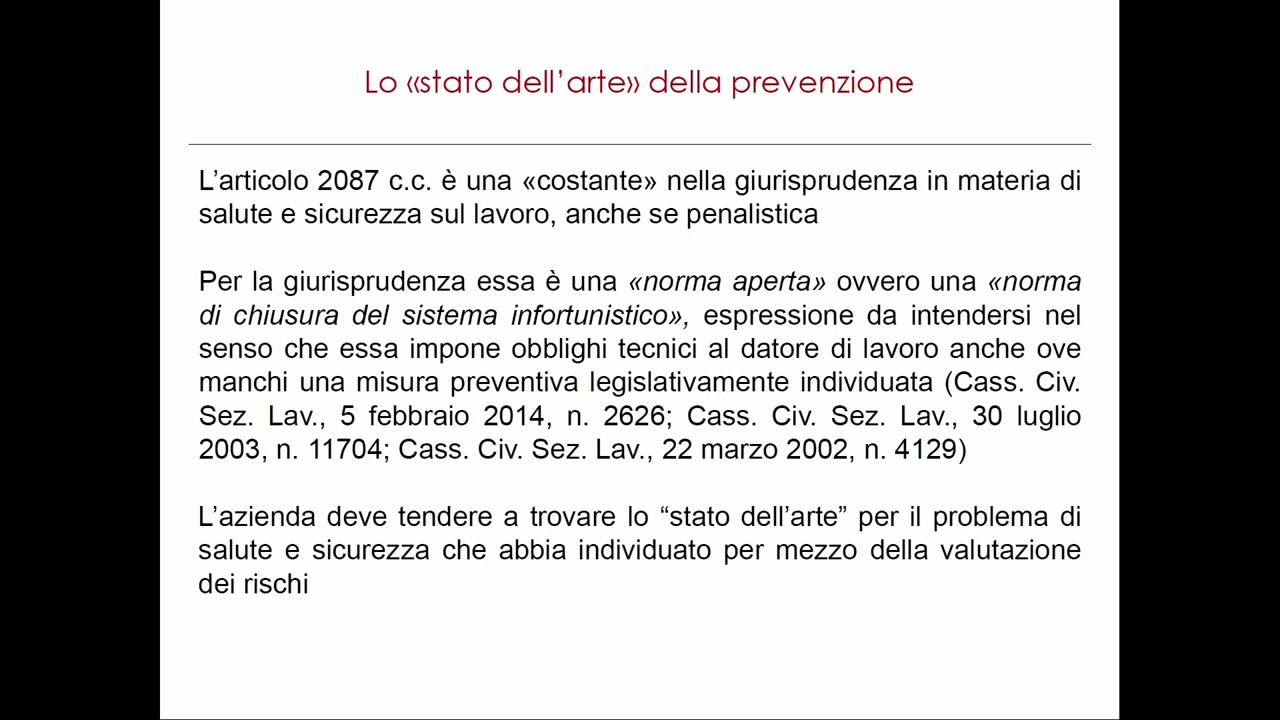 Lo «stato dell’arte» della prevenzione
L’articolo 2087 c.c. è una «costante» nella giurisprudenza in materia di
salute e sicurezza sul lavoro, anche se penalistica
Per la giurisprudenza essa è una «norma aperta» ovvero una «norma
di chiusura del sistema infortunistico», espressione da intendersi nel
senso che essa impone obblighi tecnici al datore di lavoro anche ove
manchi una misura preventiva legislativamente individuata (Cass. Civ.
Sez. Lav., 5 febbraio 2014, n. 2626; Cass. Civ. Sez. Lav., 30 luglio
2003, n. 11704; Cass. Civ. Sez. Lav., 22 marzo 2002, n. 4129)
L’azienda deve tendere a trovare lo “stato dell’arte” per il problema di
salute e sicurezza che abbia individuato per mezzo della valutazione
dei rischi